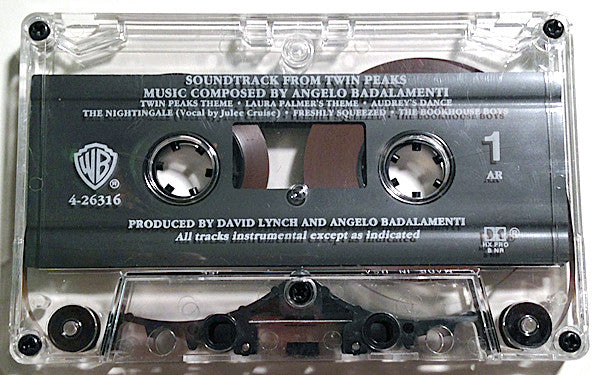 SOUNDTRACK FROM TWIN PEAKS
MUSIC COMPOSED BY ANGELO BADALAMENTI
TWIN PEAKS THEME • LAURA PALMER'S THEME • AUDREY'S DANCE
THE NIGHTINGALE (Vocal by Julee Cruise) • FRESHLY SQUEEZED • THE BOOKHOUSE BOYS
WB
®
4-26316
1
AR
PRODUCED BY DAVID LYNCH AND ANGELO BADALAMENTI
All tracks instrumental except as indicated
®
HX PRO
B NR
MADE IN U.S.A.